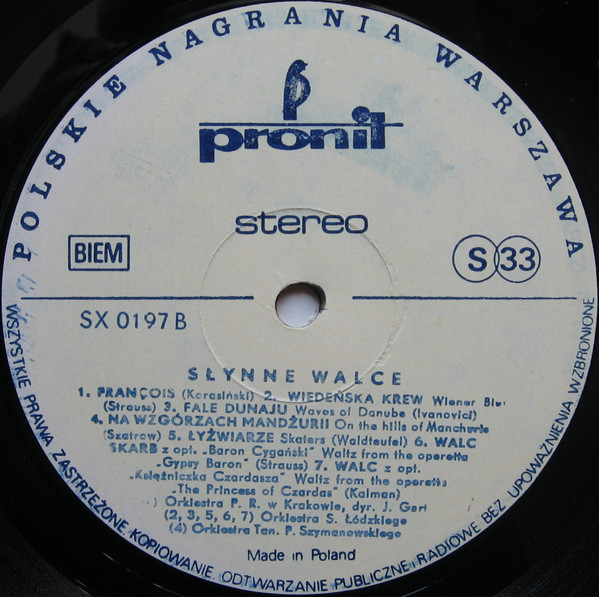 POLSKIE NAGRANIA WARSZAWA
pronit
stereo
BIEM
S 33
SX 0197 B
SŁYNNE WALCE
1. FRANÇOIS (Karasiński) 2. WIEDEŃSKA KREW Wiener Blu
(Strauss) 3. FALE DUNAJU Waves of Danube (Ivanovici)
4. NA WZGÓRZACH MANDŻURII On the hills of Manchuria
(Szatrow) 5. ŁYŻWIARZE Skaters (Waldteufel) 6. WALC
SKARB z opt. „Baron Cygański" Waltz from the operetta
„Gypsy Baron" (Strauss) 7. WALC z opt.
„Księżniczka Czardasza" Waltz from the operetta
„The Princess of Czardas" (Kalman)
) Orkiestra P. R. w Krakowie, dyr. J. Gert
(2, 3, 5, 6, 7) Orkiestra S. Łódzkiego
(4) Orkiestra Tan. P. Szymanowskiego
Made in Poland
WSZYSTKIE PRAWA ZASTRZEŻONE. KOPIOWANIE, ODTWARZANIE PUBLICZNE, RADIOWE BEZ UPOWAŻNIENIA WZBRONIONE